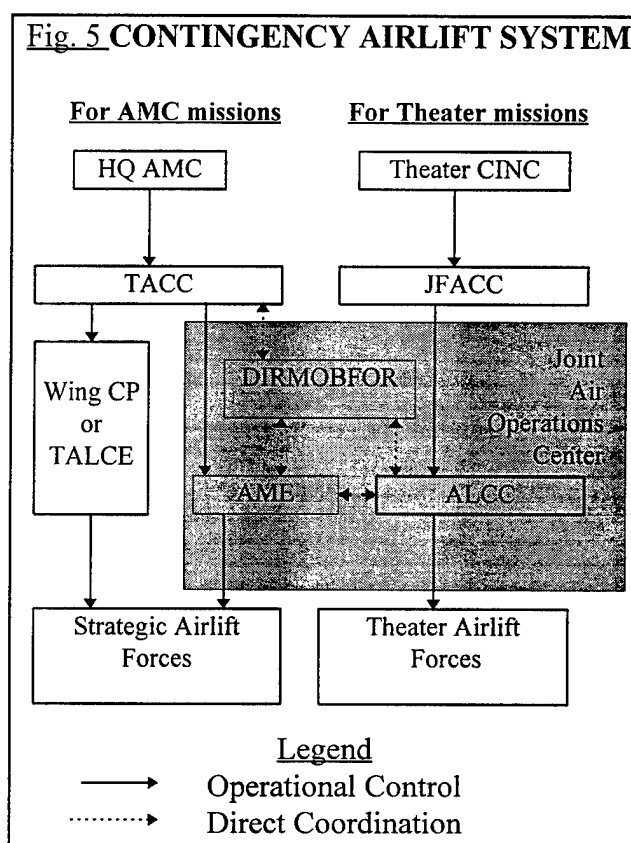 Fig. 5 CONTINGENCY AIRLIFT SYSTEM
For AMC missions
For Theater missions
HQ AMC
Theater CINC
TACC
JFACC
Wing CP
or
TALCE
DIRMOBFOR
Joint
Air
Operations
Center
AME
ALCC
Strategic Airlift
Forces
Theater Airlift
Forces
Legend
Operational Control
Direct Coordination